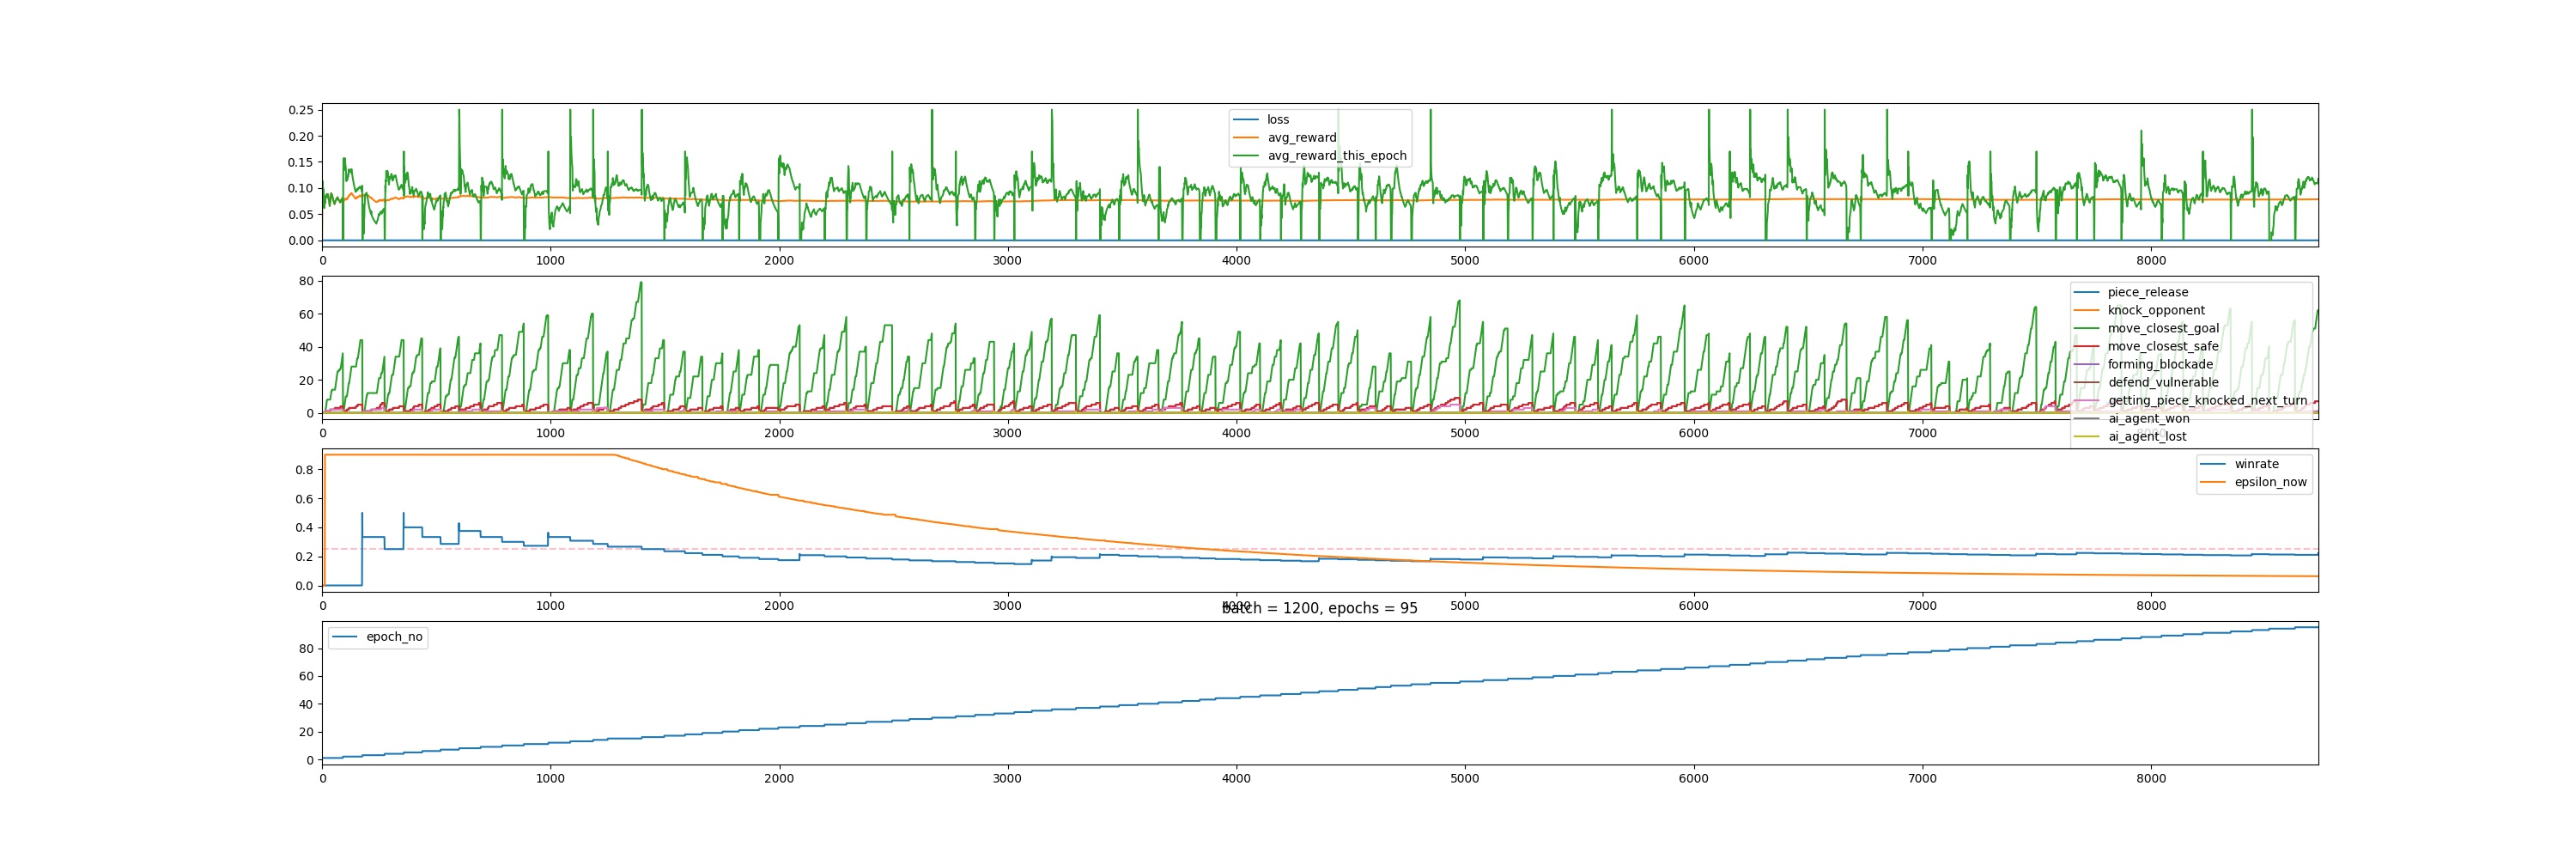 0.25
0.20
0.15
0.10
0.05
0.00
loss
avg_reward
avg_reward_this_epoch
0 1000 2000 3000 4000 5000 6000 7000 8000
80
60
40
20
0
piece_release
knock_opponent
move_closest_goal
move_closest_safe
forming_blockade
defend_vulnerable
getting_piece_knocked_next_turn
ai_agent_won
ai_agent_lost
0 1000 2000 3000 4000 5000 6000 7000 8000
0.8
0.6
0.4
0.2
0.0
winrate
epsilon_now
0 1000 2000 3000 4000 5000 6000 7000 8000
batch = 1200, epochs = 95
80
60
40
20
0
epoch_no
0 1000 2000 3000 4000 5000 6000 7000 8000